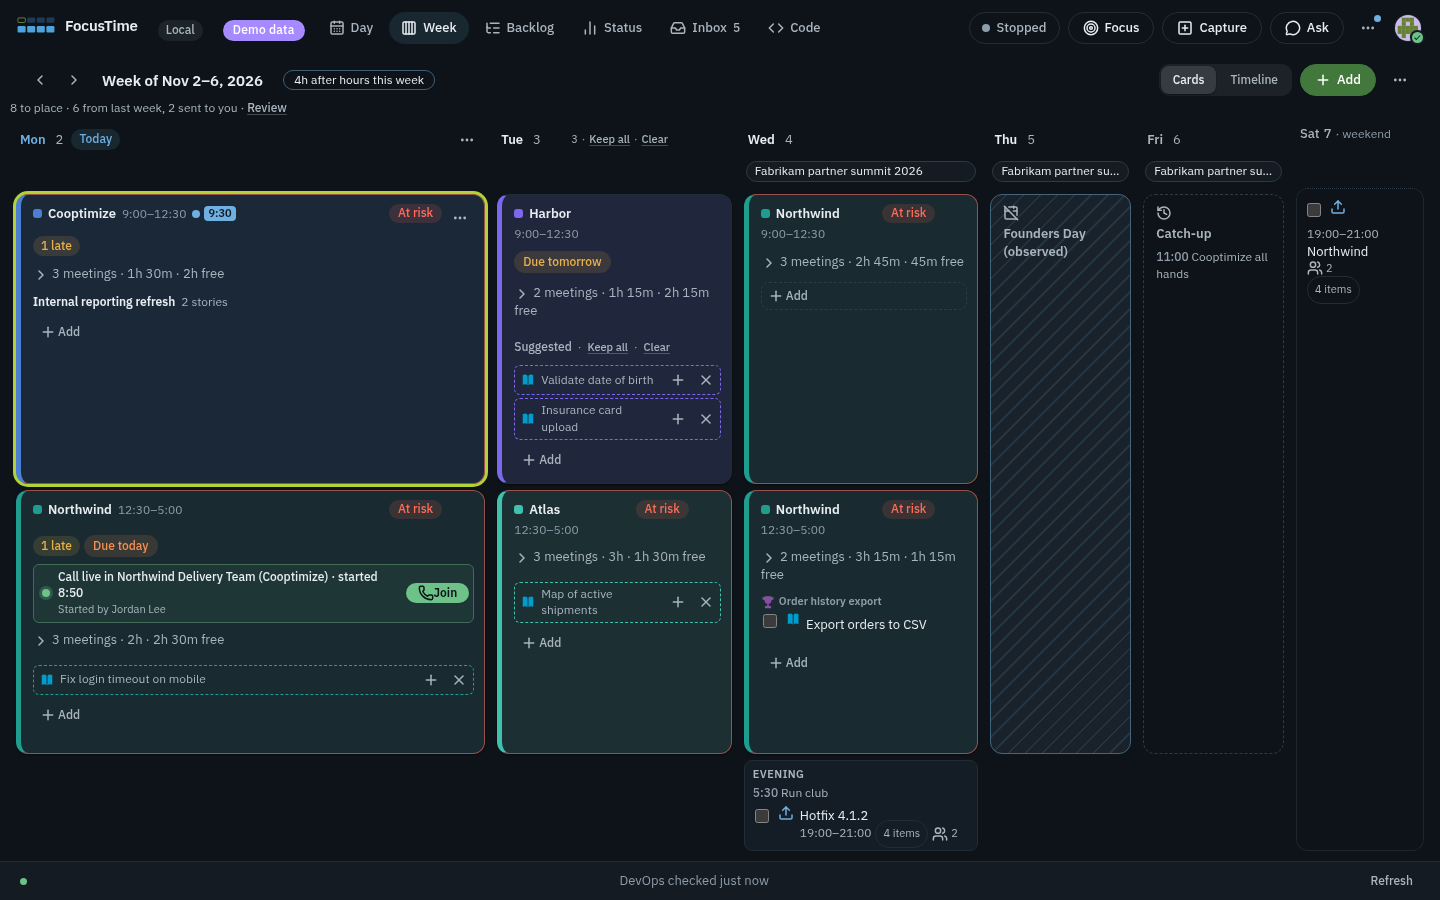 FocusTime
Local
Demo data
Day
Week
Backlog
Status
Inbox 5
Code
Stopped
Focus
Capture
Ask
Week of Nov 2–6, 2026
4h after hours this week
Cards
Timeline
Add
8 to place · 6 from last week, 2 sent to you · Review
Mon 2 Today
Tue 3
3 · Keep all · Clear
Wed 4
Thu 5
Fri 6
Sat 7 · weekend
Fabrikam partner summit 2026
Fabrikam partner su...
Fabrikam partner su...
Cooptimize 9:00–12:30 9:30
At risk
1 late
3 meetings · 1h 30m · 2h free
Internal reporting refresh 2 stories
Add
Harbor
9:00–12:30
Due tomorrow
2 meetings · 1h 15m · 2h 15m
free
Suggested · Keep all · Clear
Validate date of birth
Insurance card
upload
Add
Northwind
At risk
9:00–12:30
3 meetings · 2h 45m · 45m free
Add
Founders Day
(observed)
Catch-up
11:00 Cooptimize all
hands
19:00–21:00
Northwind
2
4 items
Northwind 12:30–5:00
At risk
1 late
Due today
Call live in Northwind Delivery Team (Cooptimize) · started
8:50
Started by Jordan Lee
Join
3 meetings · 2h · 2h 30m free
Fix login timeout on mobile
Add
Atlas
At risk
12:30–5:00
3 meetings · 3h · 1h 30m free
Map of active
shipments
Add
Northwind
At risk
12:30–5:00
2 meetings · 3h 15m · 1h 15m
free
Order history export
Export orders to CSV
Add
EVENING
5:30 Run club
Hotfix 4.1.2
19:00–21:00 4 items 2
DevOps checked just now
Refresh